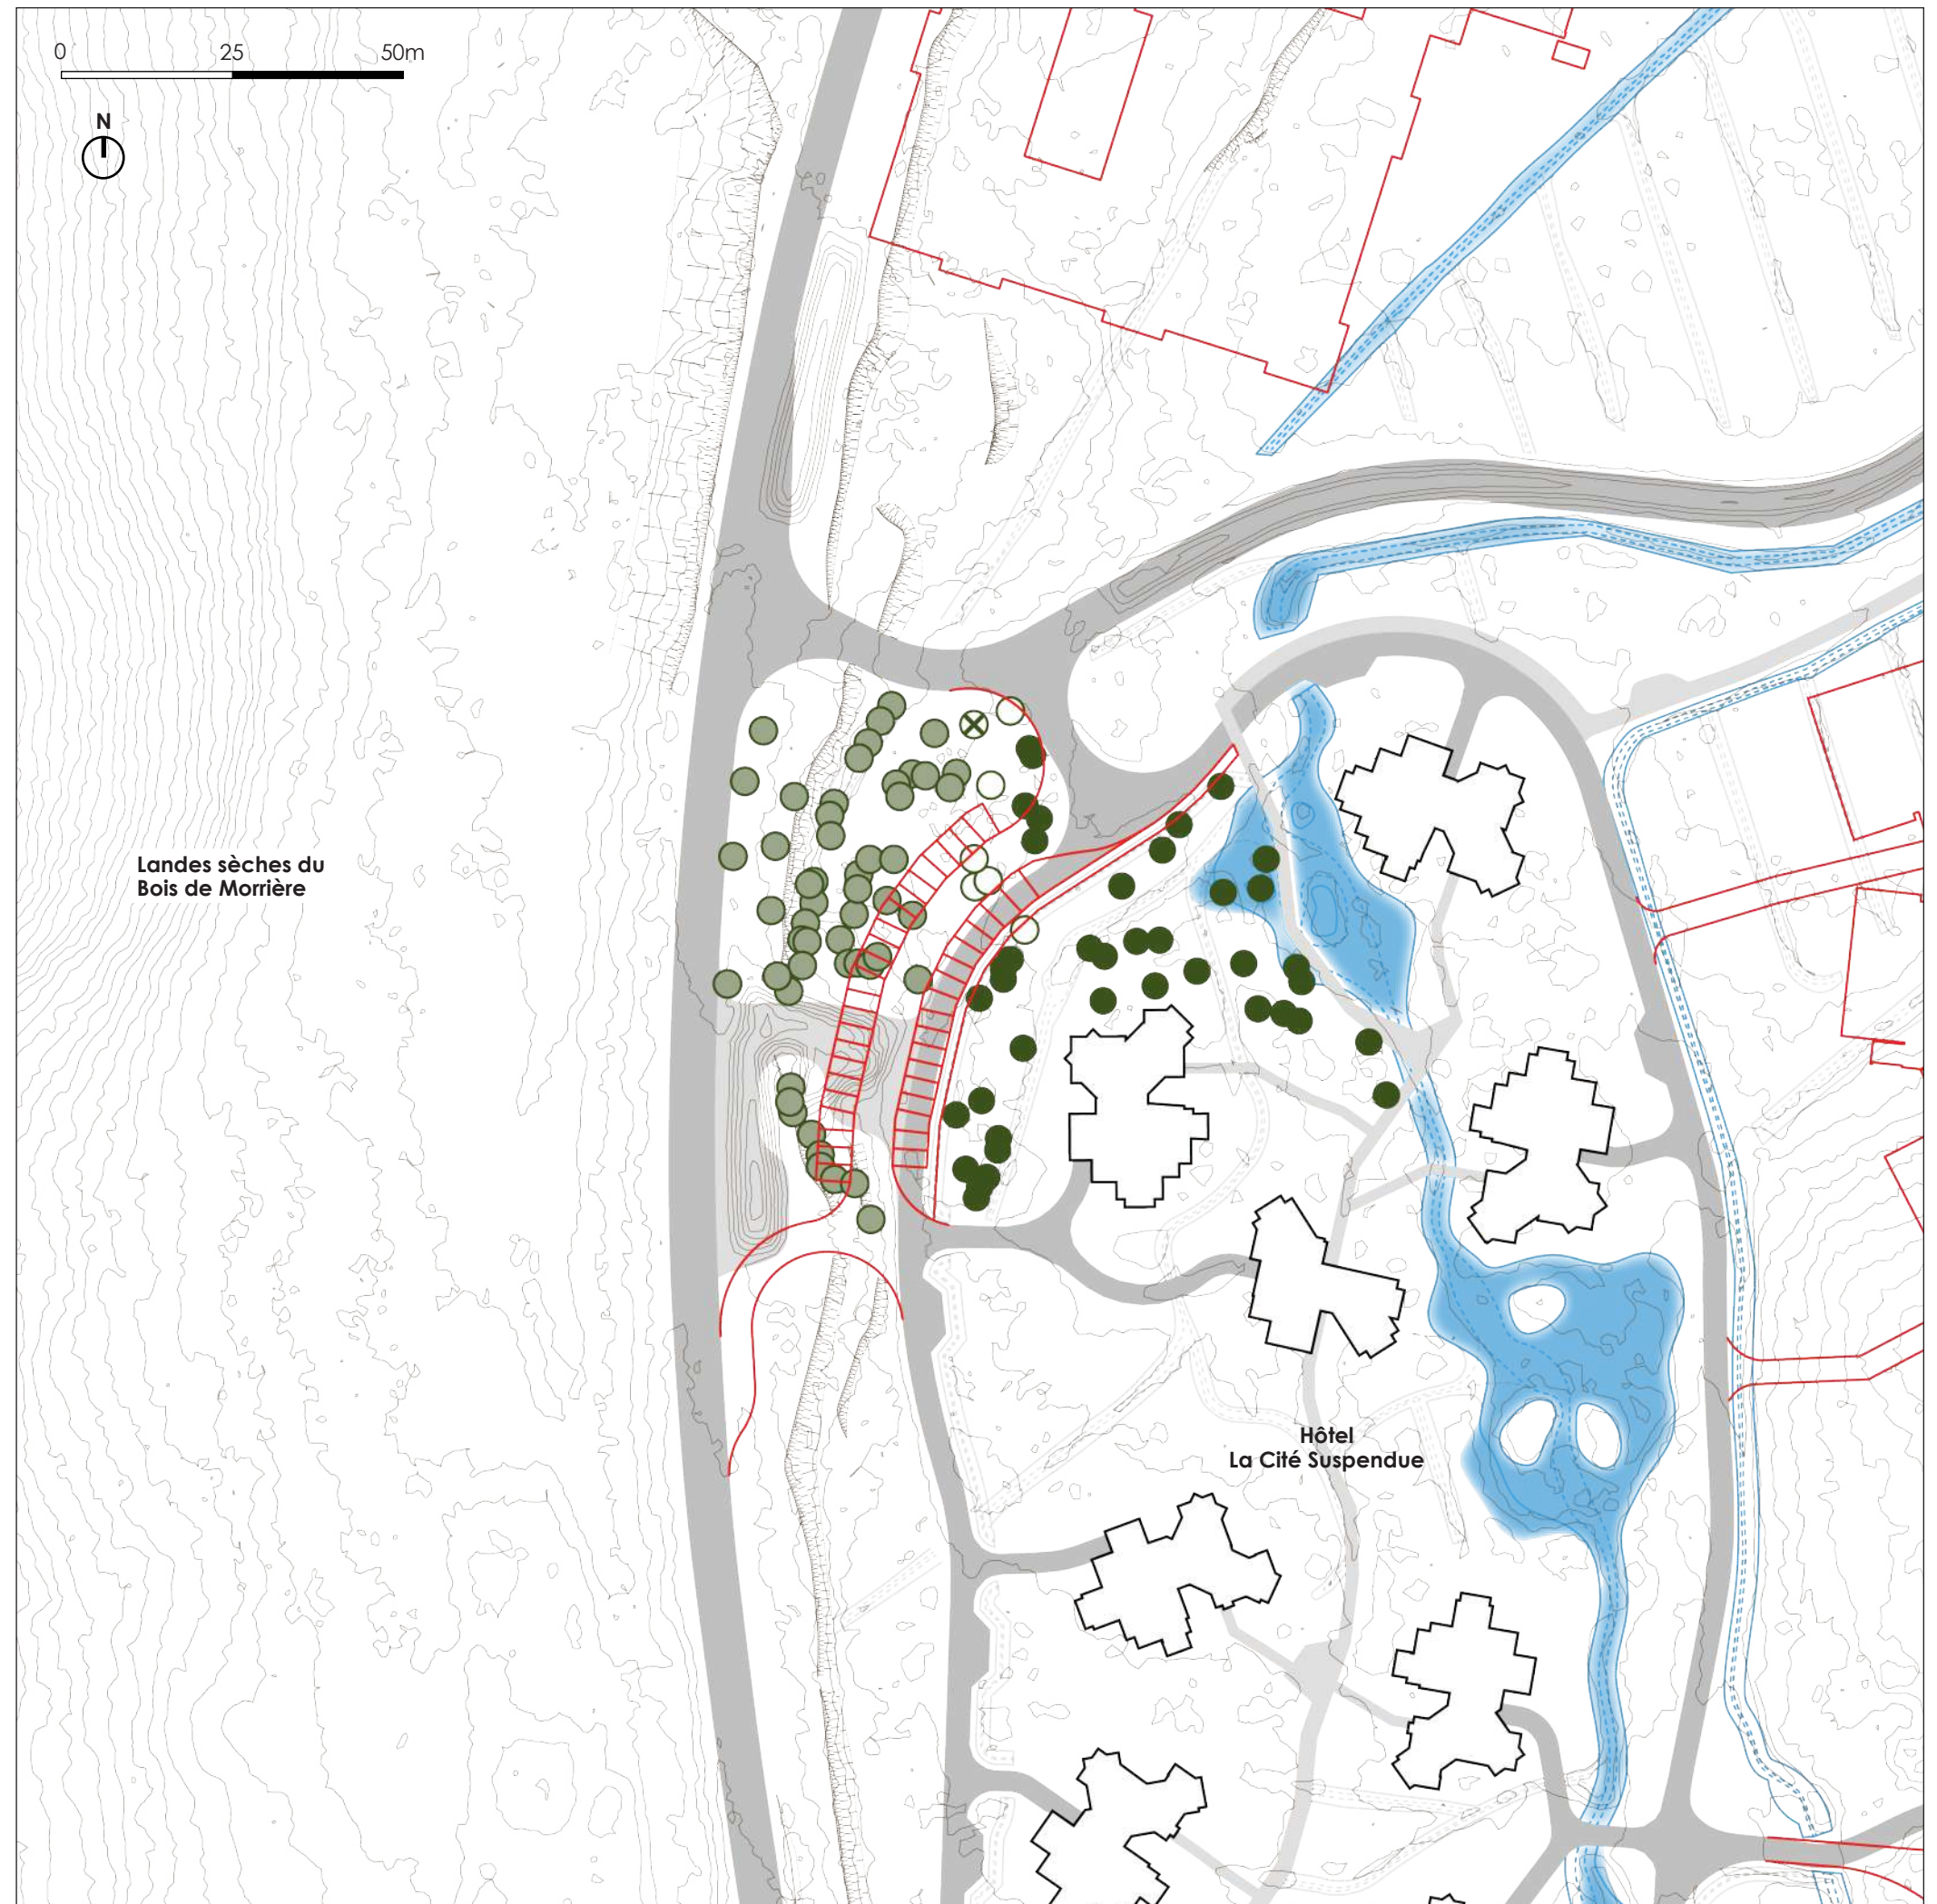 0 25 50m
N
Landes sèches du
Bois de Morrière
Hôtel
La Cité Suspendue